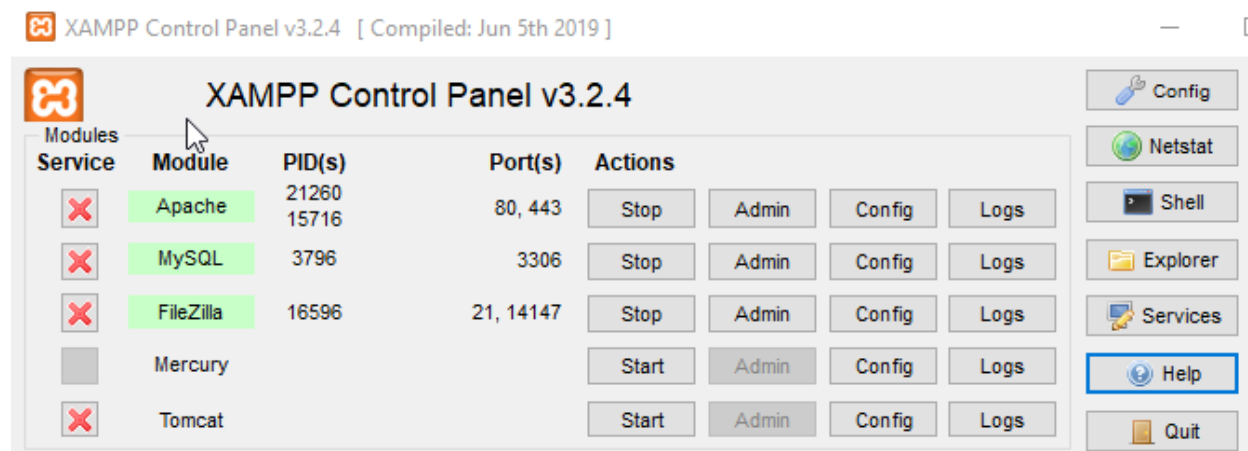 XAMPP Control Panel v3.2.4 [ Compiled: Jun 5th 2019 ]
XAMPP Control Panel v3.2.4
Config
Modules
Netstat
Service Module PID(s) Port(s) Actions
Apache 21260 15716 80, 443 Stop Admin Config Logs
Shell
MySQL 3796 3306 Stop Admin Config Logs
Explorer
FileZilla 16596 21, 14147 Stop Admin Config Logs
Services
Mercury Start Admin Config Logs
Help
Tomcat Start Admin Config Logs
Quit